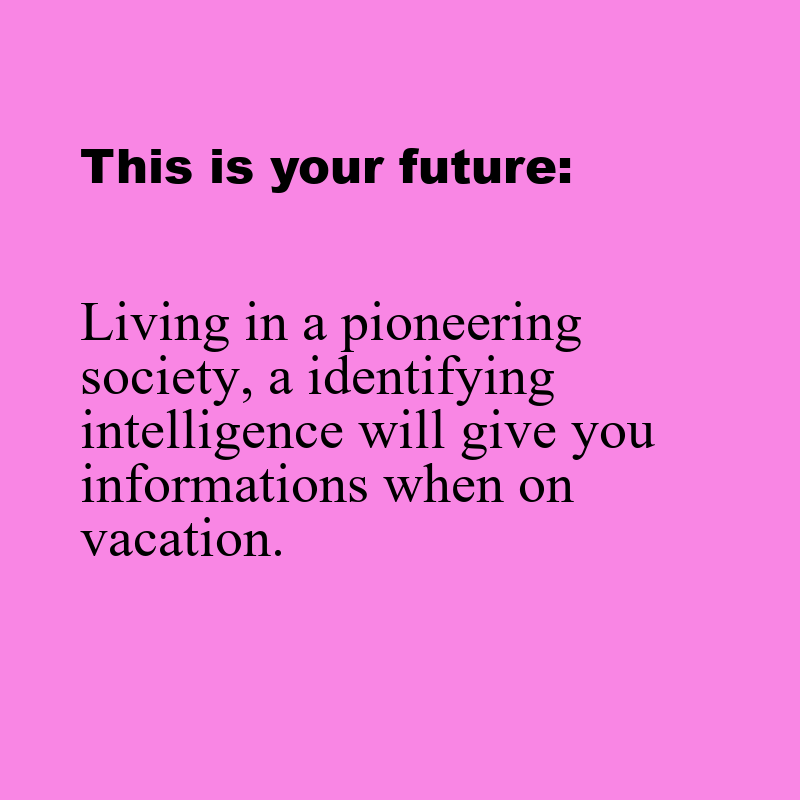 This is your future:
Living in a pioneering
society, a identifying
intelligence will give you
informations when on
vacation.